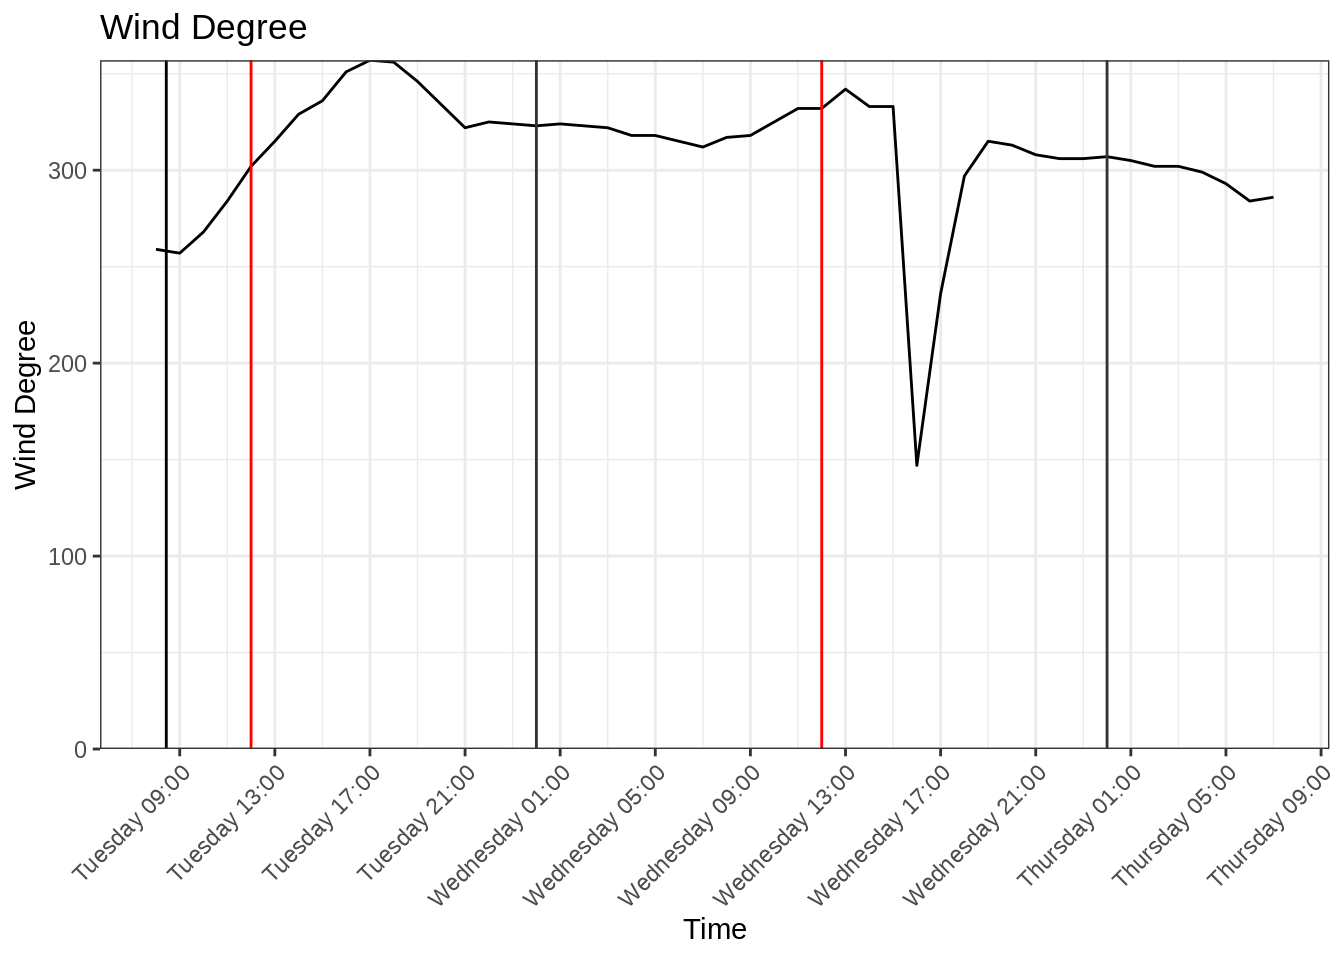 Wind Degree
Wind Degree
300
200
100
0
Tuesday 09:00
Tuesday 13:00
Tuesday 17:00
Tuesday 21:00
Wednesday 01:00
Wednesday 05:00
Wednesday 09:00
Wednesday 13:00
Wednesday 17:00
Wednesday 21:00
Thursday 01:00
Thursday 05:00
Thursday 09:00
Time